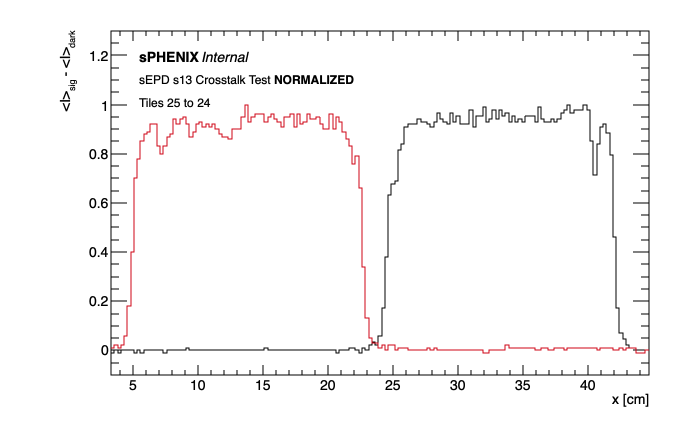 <I>sig - <I>dark
1.2
sPHENIX Internal
sEPD s13 Crosstalk Test NORMALIZED
1
Tiles 25 to 24
0.8
0.6
0.4
0.2
0
5 10 15 20 25 30 35 40
x [cm]